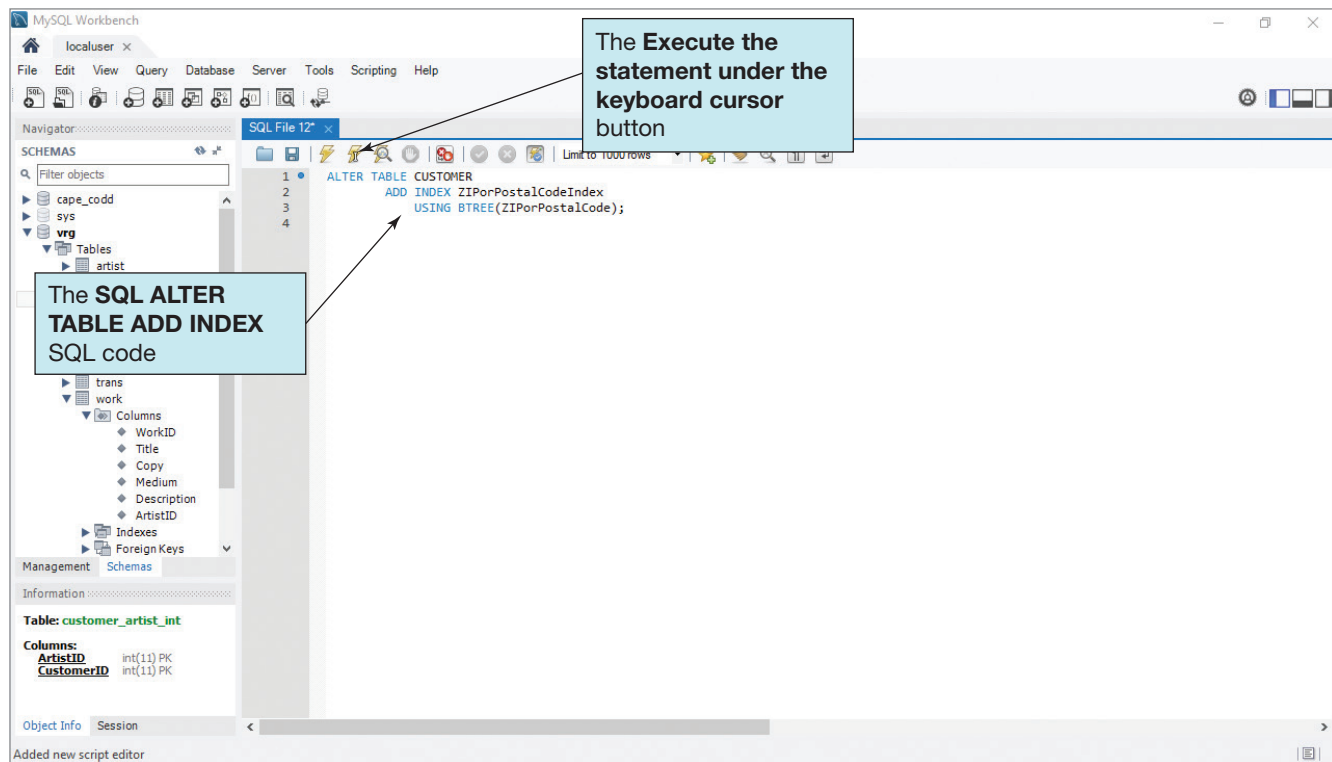 MySQL Workbench
localuser ×
File Edit View Query Database Server Tools Scripting Help
The Execute the
statement under the
keyboard cursor
button
Navigator
SQL File 12* ×
SCHEMAS
Filter objects
Limit to 1000 rows
cape_codd
sys
vrg
Tables
artist
1 ALTER TABLE CUSTOMER
2 ADD INDEX ZIPorPostalCodeIndex
3 USING BTREE(ZIPorPostalCode);
4
The SQL ALTER
TABLE ADD INDEX
SQL code
trans
work
Columns
WorkID
Title
Copy
Medium
Description
ArtistID
Indexes
Foreign Keys
Management Schemas
Information
Table: customer_artist_int
Columns:
ArtistID int(11) PK
CustomerID int(11) PK
Object Info Session
Added new script editor